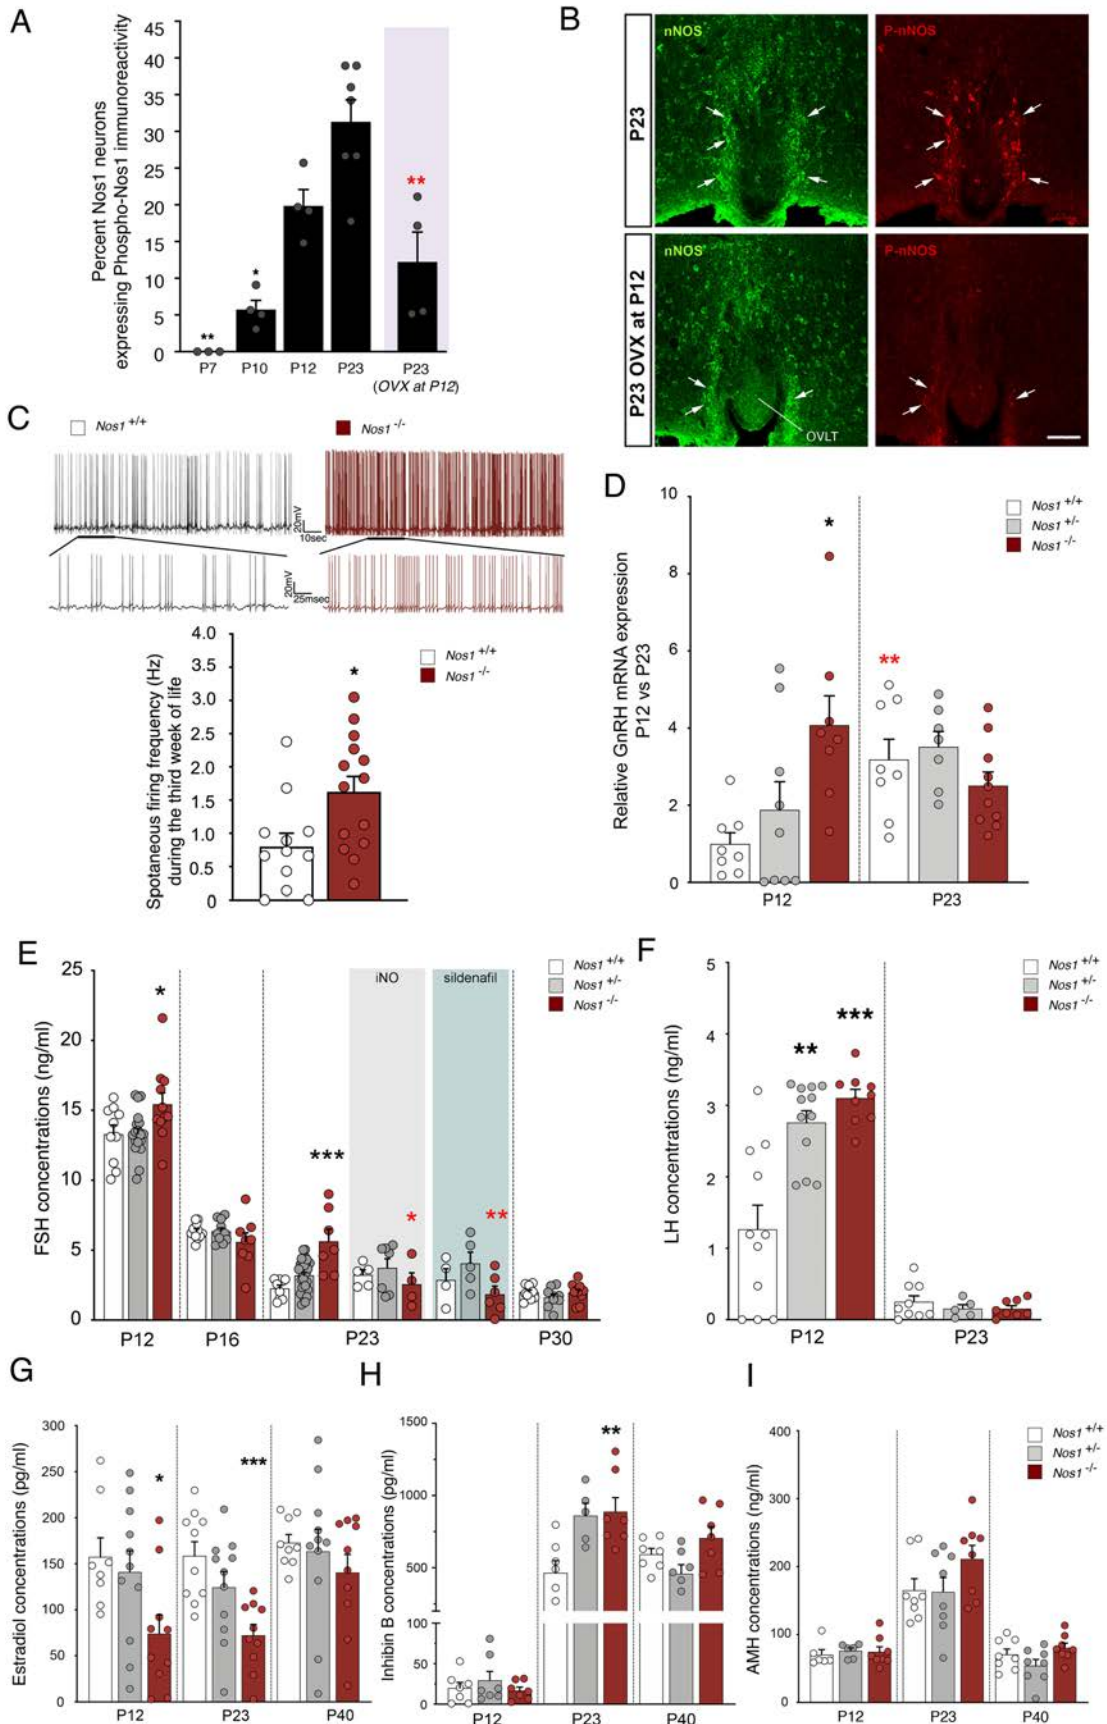 A
Percent Nos1 neurons
expressing Phospho-Nos1 immunoreactivity
45
40
35
30
25
20
15
10
5
0
**
*
**
P7
P10
P12
P23
P23
(OVX at P12)
B
P23
nNOS
P-nNOS
P23 OVX at P12
nNOS
P-nNOS
OVLT
C
Nos1 +/+
Nos1 -/-
20mV
10sec
20mV
25msec
Spotaneous firing frequency (Hz)
during the third week of life
4.0
3.5
3.0
2.5
2.0
1.5
1.0
0.5
0
*
Nos1 +/+
Nos1 -/-
D
Relative GnRH mRNA expression
P12 vs P23
10
8
6
4
2
0
*
**
Nos1 +/+
Nos1 +/-
Nos1 -/-
P12
P23
E
FSH concentrations (ng/ml)
25
20
15
10
5
0
*
***
iNO
*
sildenafil
**
Nos1 +/+
Nos1 +/-
Nos1 -/-
P12
P16
P23
P30
F
LH concentrations (ng/ml)
5
4
3
2
1
0
**
***
Nos1 +/+
Nos1 +/-
Nos1 -/-
P12
P23
G
Estradiol concentrations (pg/ml)
300
250
200
150
100
50
0
*
***
P12
P23
P40
H
Inhibin B concentrations (pg/ml)
1500
1000
500
100
50
0
**
P12
P23
P40
I
AMH concentrations (ng/ml)
400
300
200
100
0
Nos1 +/+
Nos1 +/-
Nos1 -/-
P12
P23
P40